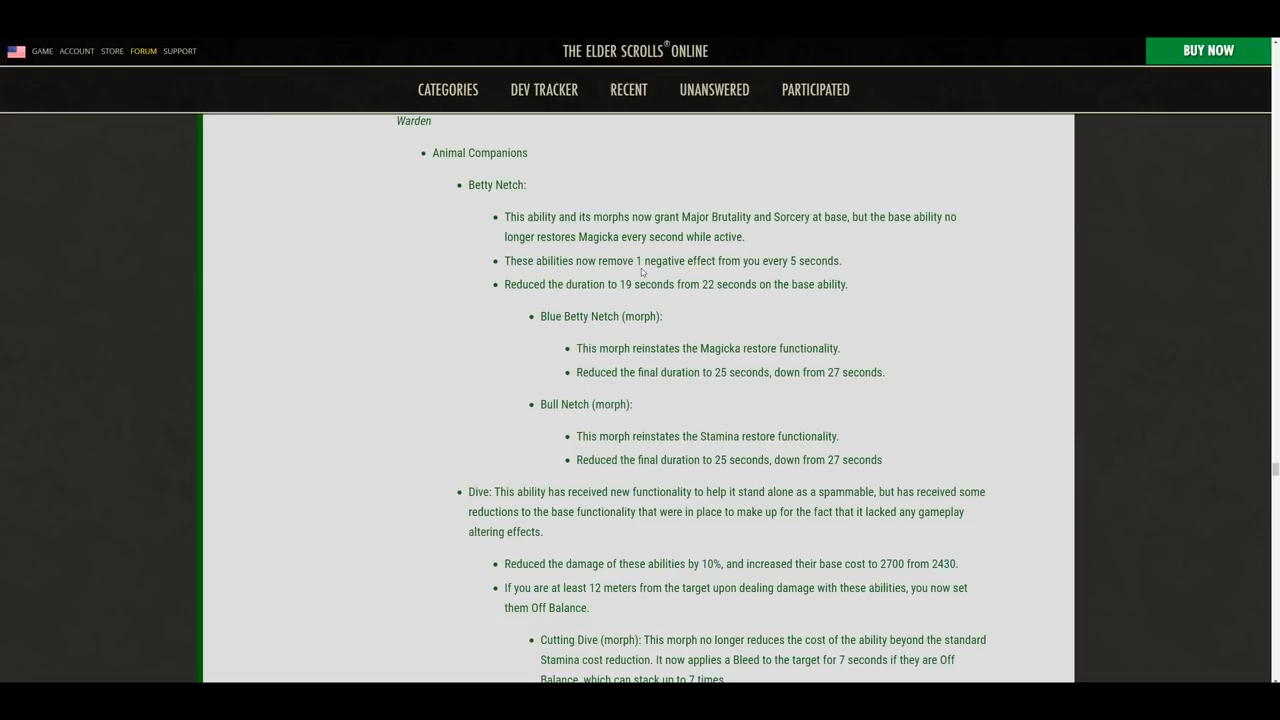 GAME ACCOUNT STORE FORUM SUPPORT
THE ELDER SCROLLS® ONLINE
BUY NOW
CATEGORIES DEV TRACKER RECENT UNANSWERED PARTICIPATED
Warden
• Animal Companions
• Betty Netch:
• This ability and its morphs now grant Major Brutality and Sorcery at base, but the base ability no
longer restores Magicka every second while active.
• These abilities now remove 1 negative effect from you every 5 seconds.
• Reduced the duration to 19 seconds from 22 seconds on the base ability.
• Blue Betty Netch (morph):
• This morph reinstates the Magicka restore functionality.
• Reduced the final duration to 25 seconds, down from 27 seconds.
• Bull Netch (morph):
• This morph reinstates the Stamina restore functionality.
• Reduced the final duration to 25 seconds, down from 27 seconds
• Dive: This ability has received new functionality to help it stand alone as a spammable, but has received some
reductions to the base functionality that were in place to make up for the fact that it lacked any gameplay
altering effects.
• Reduced the damage of these abilities by 10%, and increased their base cost to 2700 from 2430.
• If you are at least 12 meters from the target upon dealing damage with these abilities, you now set
them Off Balance.
• Cutting Dive (morph): This morph no longer reduces the cost of the ability beyond the standard
Stamina cost reduction. It now applies a Bleed to the target for 7 seconds if they are Off
Balance, which can stack up to 7 times.